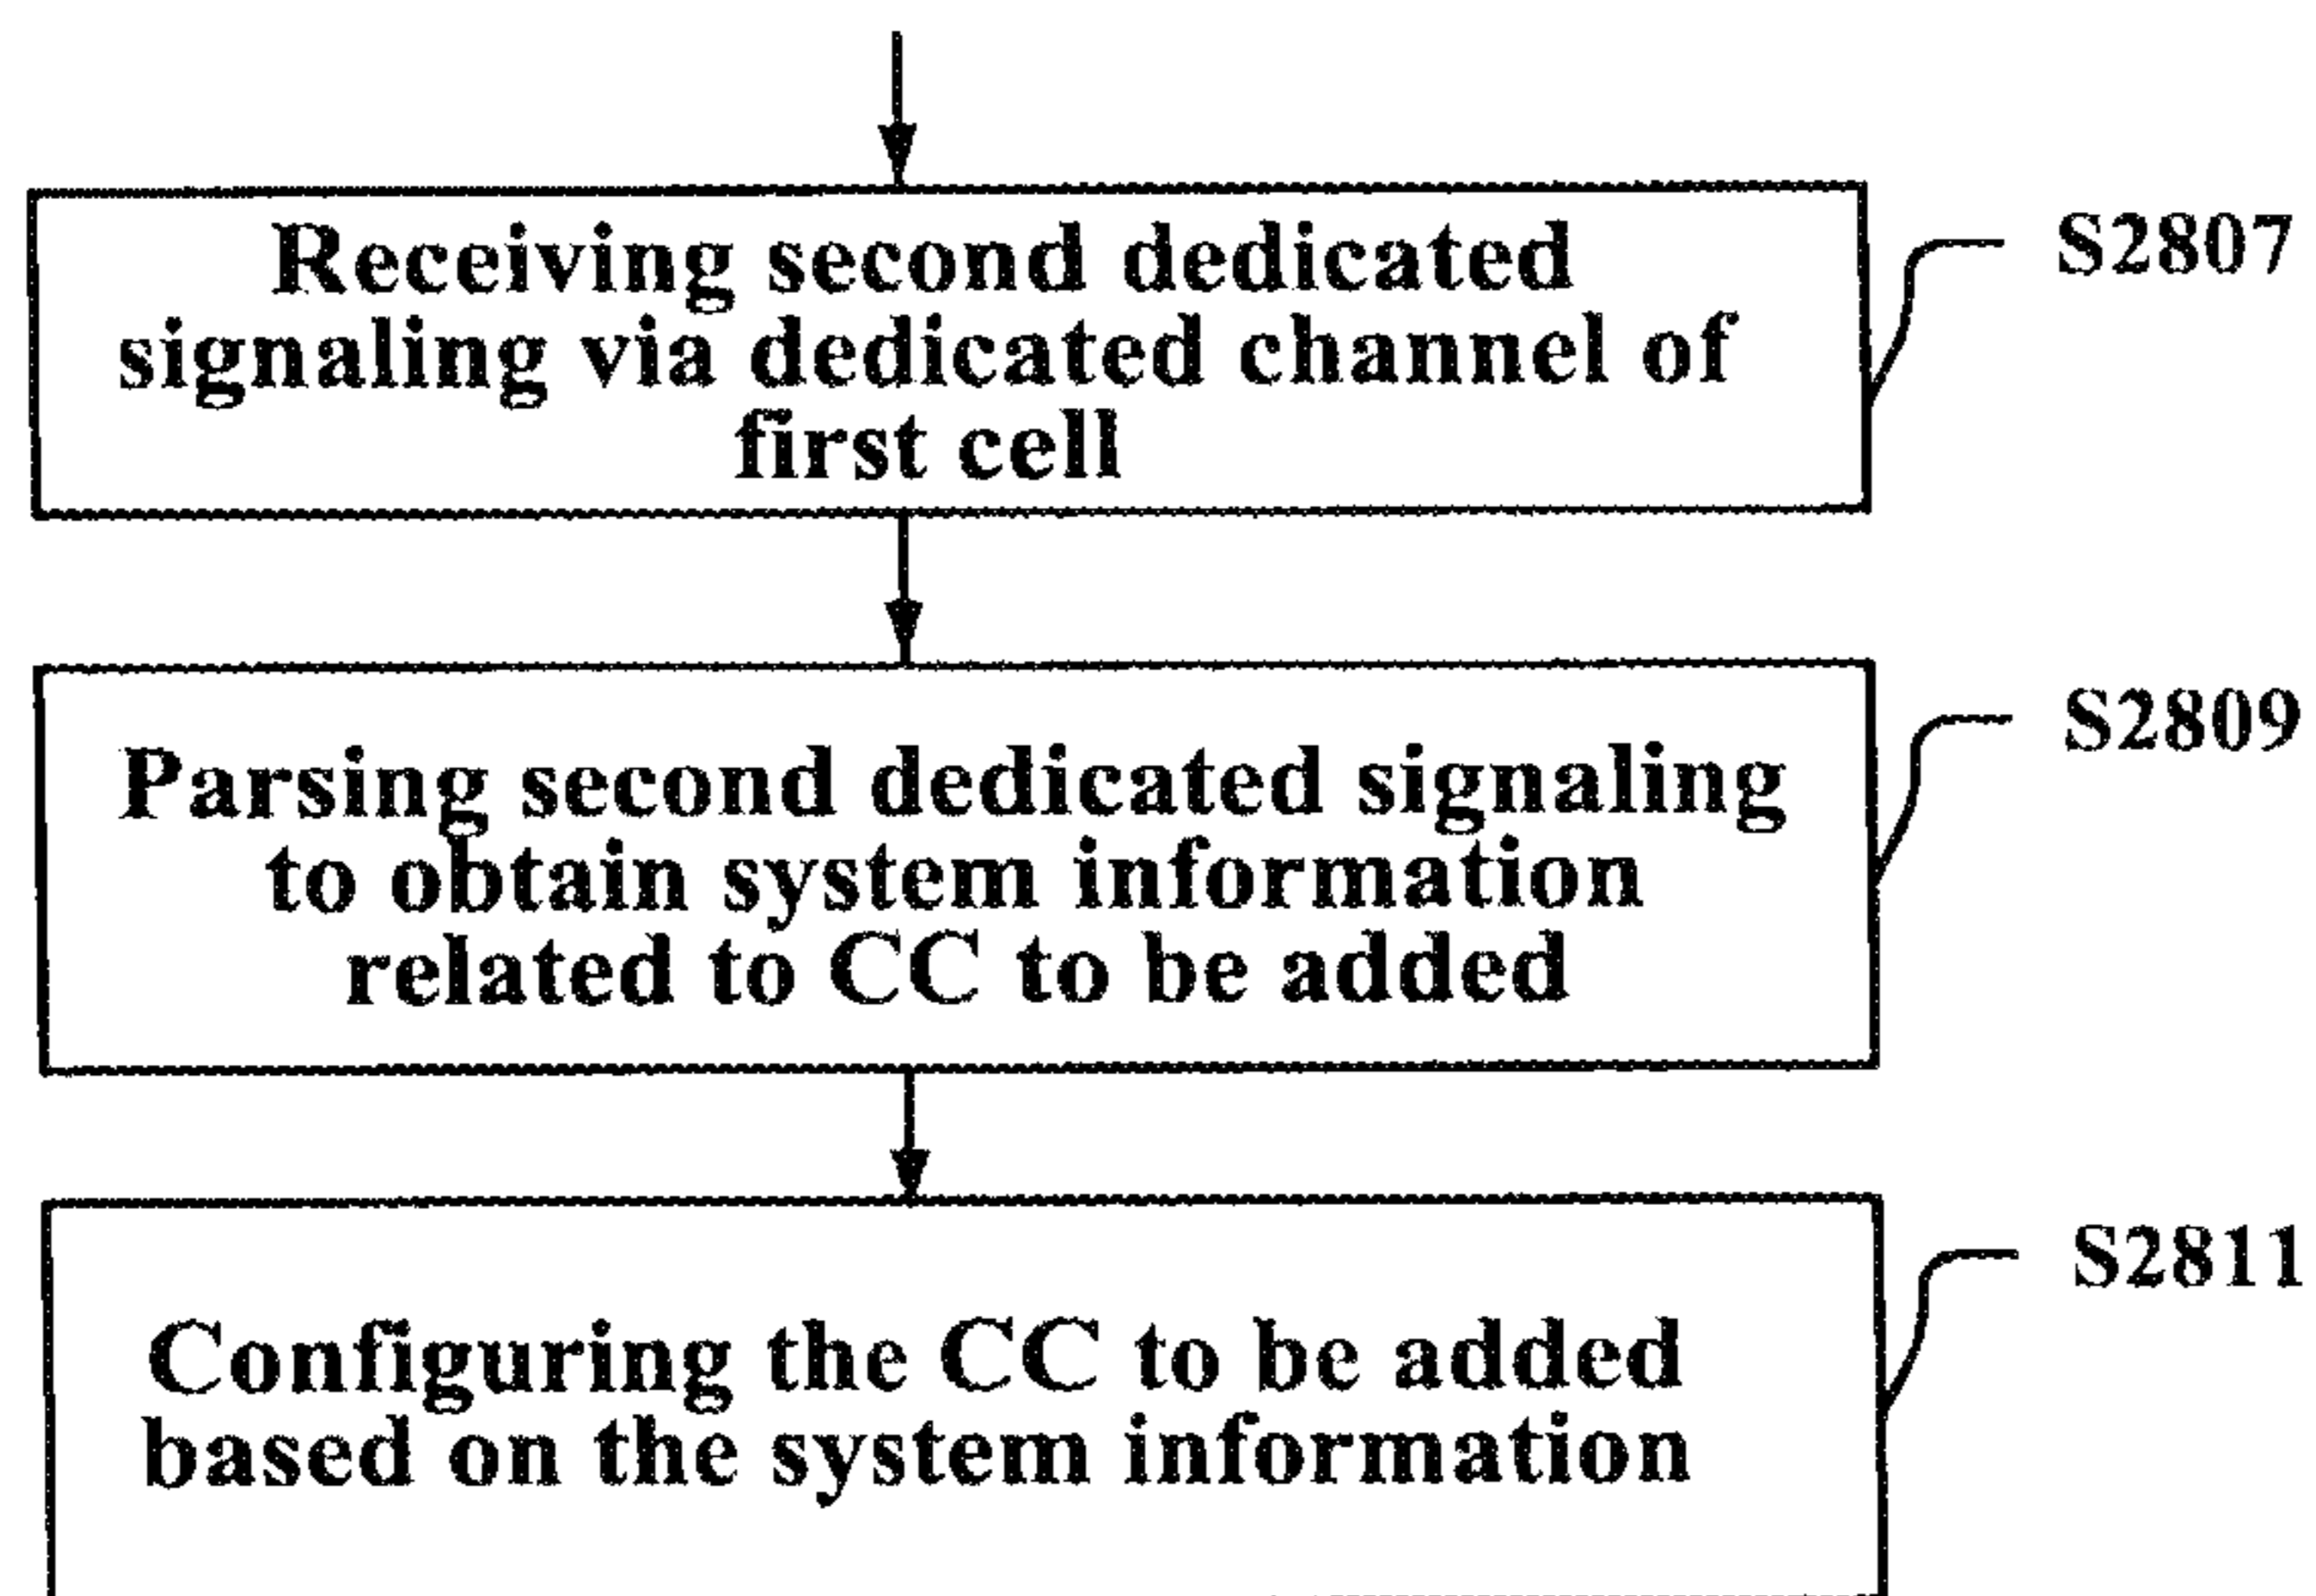 Receiving second dedicated
signaling via dedicated channel of
first cell
S2807
Parsing second dedicated signaling
to obtain system information
related to CC to be added
S2809
Configuring the CC to be added
based on the system information
S2811